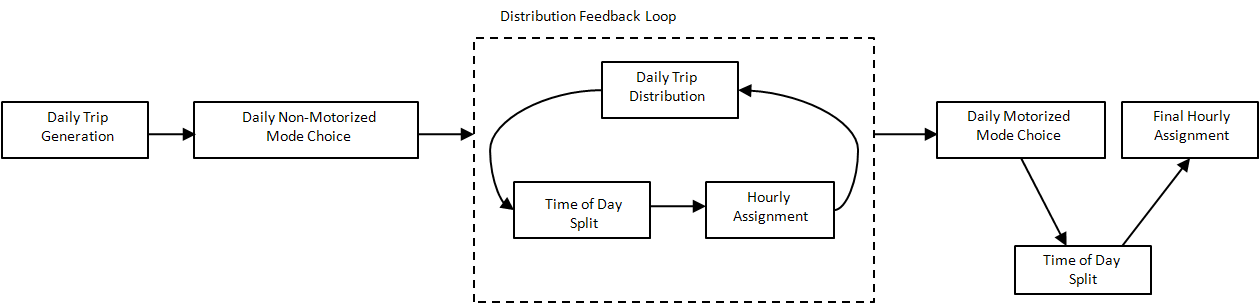 Distribution Feedback Loop
Daily Trip
Generation
Daily Non-Motorized
Mode Choice
Daily Trip
Distribution
Time of Day
Split
Hourly
Assignment
Daily Motorized
Mode Choice
Final Hourly
Assignment
Time of Day
Split